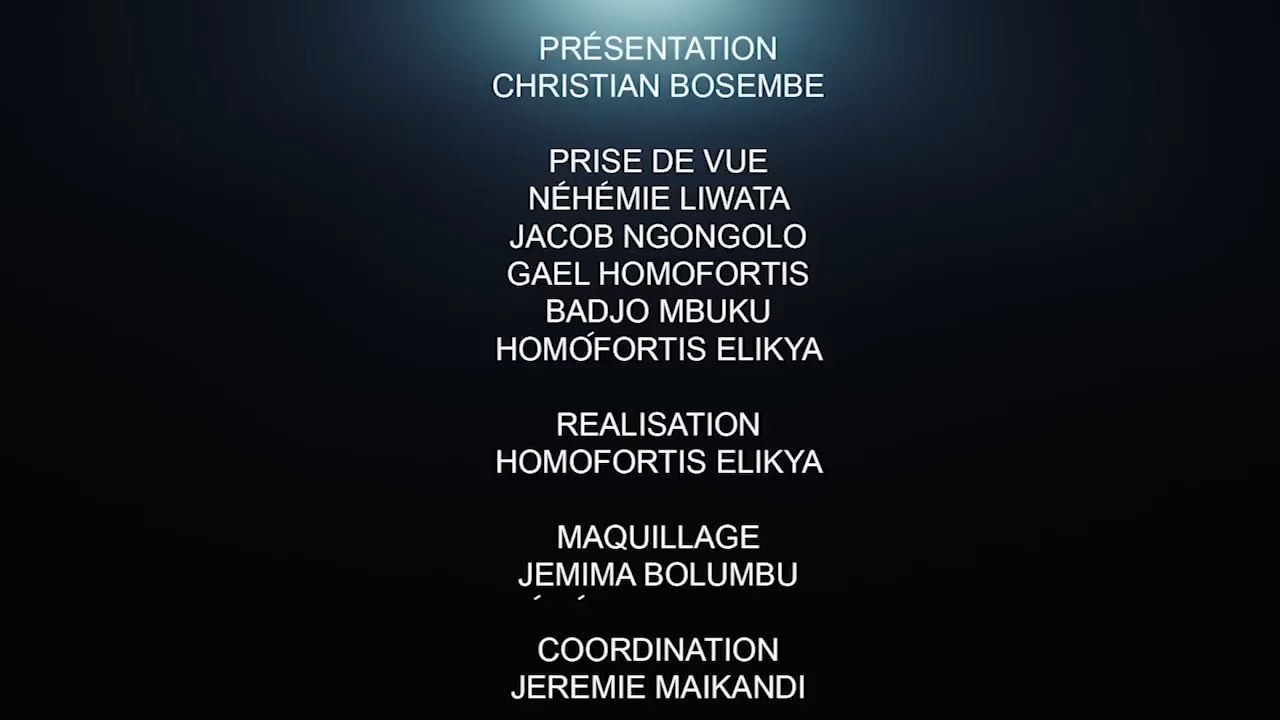 PRÉSENTATION
CHRISTIAN BOSEMBE
PRISE DE VUE
NÉHÉMIE LIWATA
JACOB NGONGOLO
GAEL HOMOFORTIS
BADJO MBUKU
HOMOFORTIS ELIKYA
REALISATION
HOMOFORTIS ELIKYA
MAQUILLAGE
JEMIMA BOLUMBU
COORDINATION
JEREMIE MAIKANDI